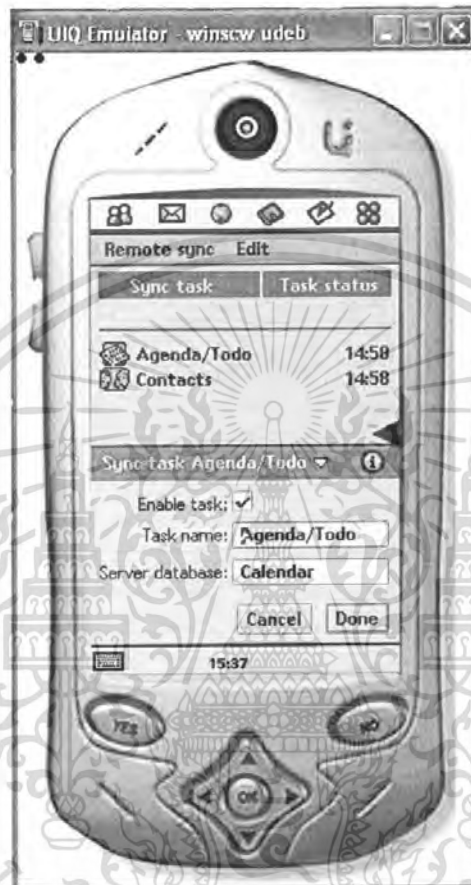 UIQ Emulator - winscw udeb
Remote sync Edit
Sync task Task status
Agenda/Todo 14:58
Contacts 14:58
Sync task Agenda/Todo
Enable task:
Task name: Agenda/Todo
Server database: Calendar
Cancel Done
15:37
YES NO
OK